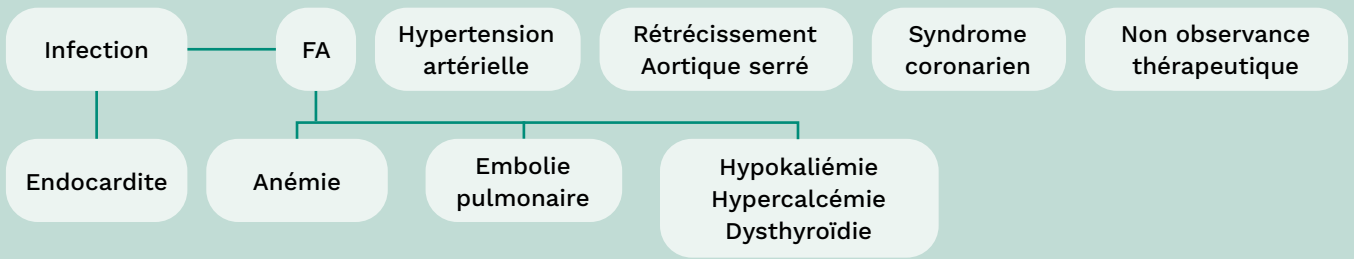 Infection
FA
Hypertension
artérielle
Rétrécissement
Aortique serré
Syndrome
coronarien
Non observance
thérapeutique
Endocardite
Anémie
Embolie
pulmonaire
Hypokaliémie
Hypercalcémie
Dysthyroïdie